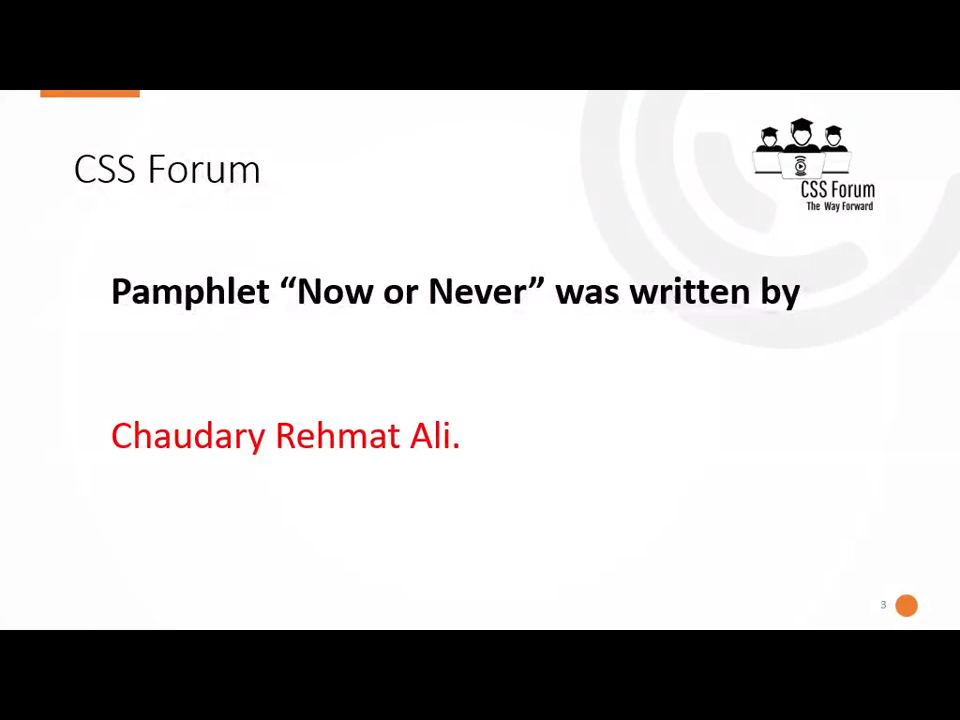 CSS Forum
CSS Forum
The Way Forward
Pamphlet “Now or Never” was written by
Chaudary Rehmat Ali.
3